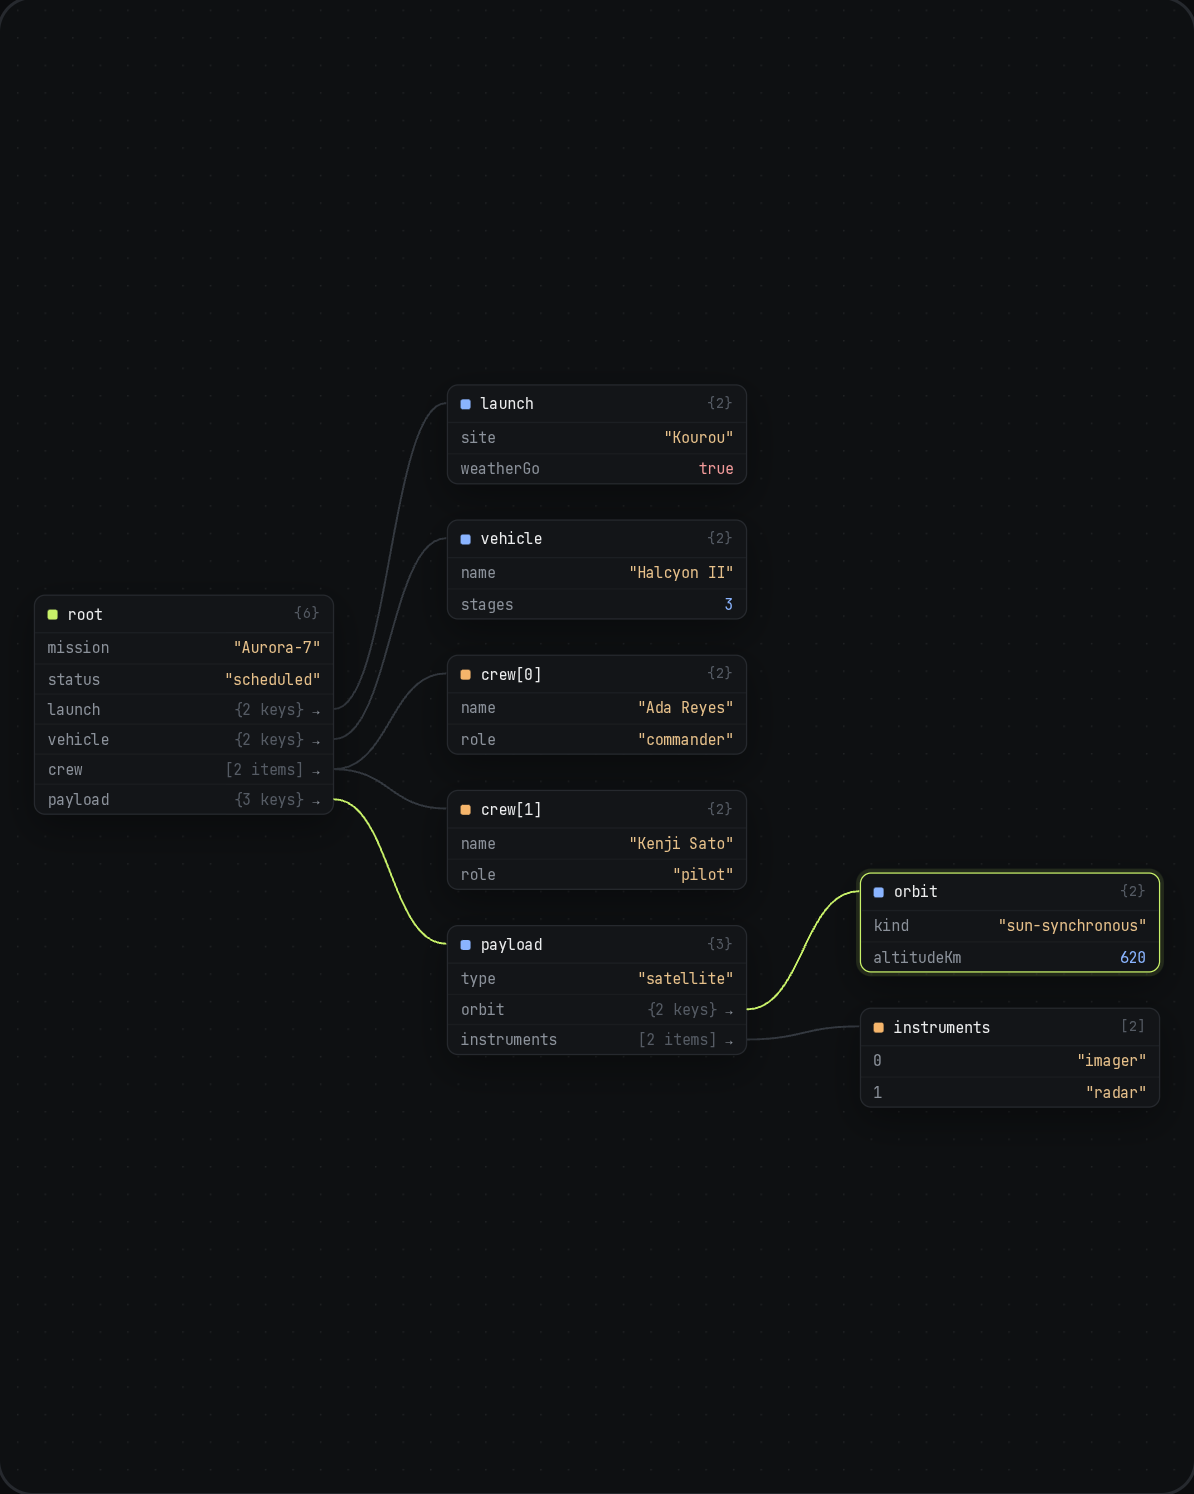 root {6}
mission "Aurora-7"
status "scheduled"
launch {2 keys} →
vehicle {2 keys} →
crew [2 items] →
payload {3 keys} →
launch {2}
site "Kourou"
weatherGo true
vehicle {2}
name "Halcyon II"
stages 3
crew[0] {2}
name "Ada Reyes"
role "commander"
crew[1] {2}
name "Kenji Sato"
role "pilot"
payload {3}
type "satellite"
orbit {2 keys} →
instruments [2 items] →
orbit {2}
kind "sun-synchronous"
altitudeKm 620
instruments [2]
0 "imager"
1 "radar"